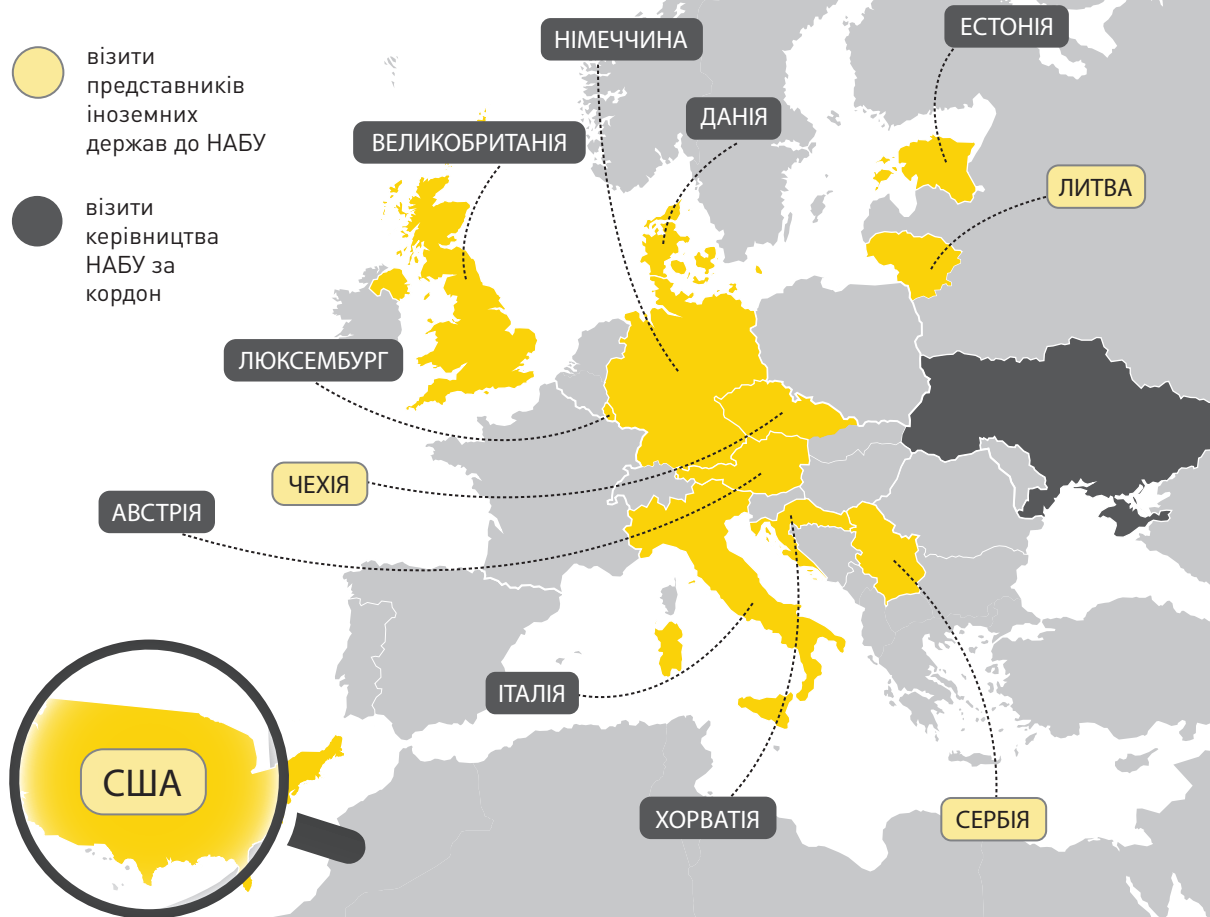 візити
представників
іноземних
держав до НАБУ
візити
керівництва
НАБУ за
кордон
НІМЕЧЧИНА
ЕСТОНІЯ
ДАНІЯ
ВЕЛИКОБРИТАНІЯ
ЛИТВА
ЛЮКСЕМБУРГ
ЧЕХІЯ
АВСТРІЯ
ІТАЛІЯ
США
ХОРВАТІЯ
СЕРБІЯ